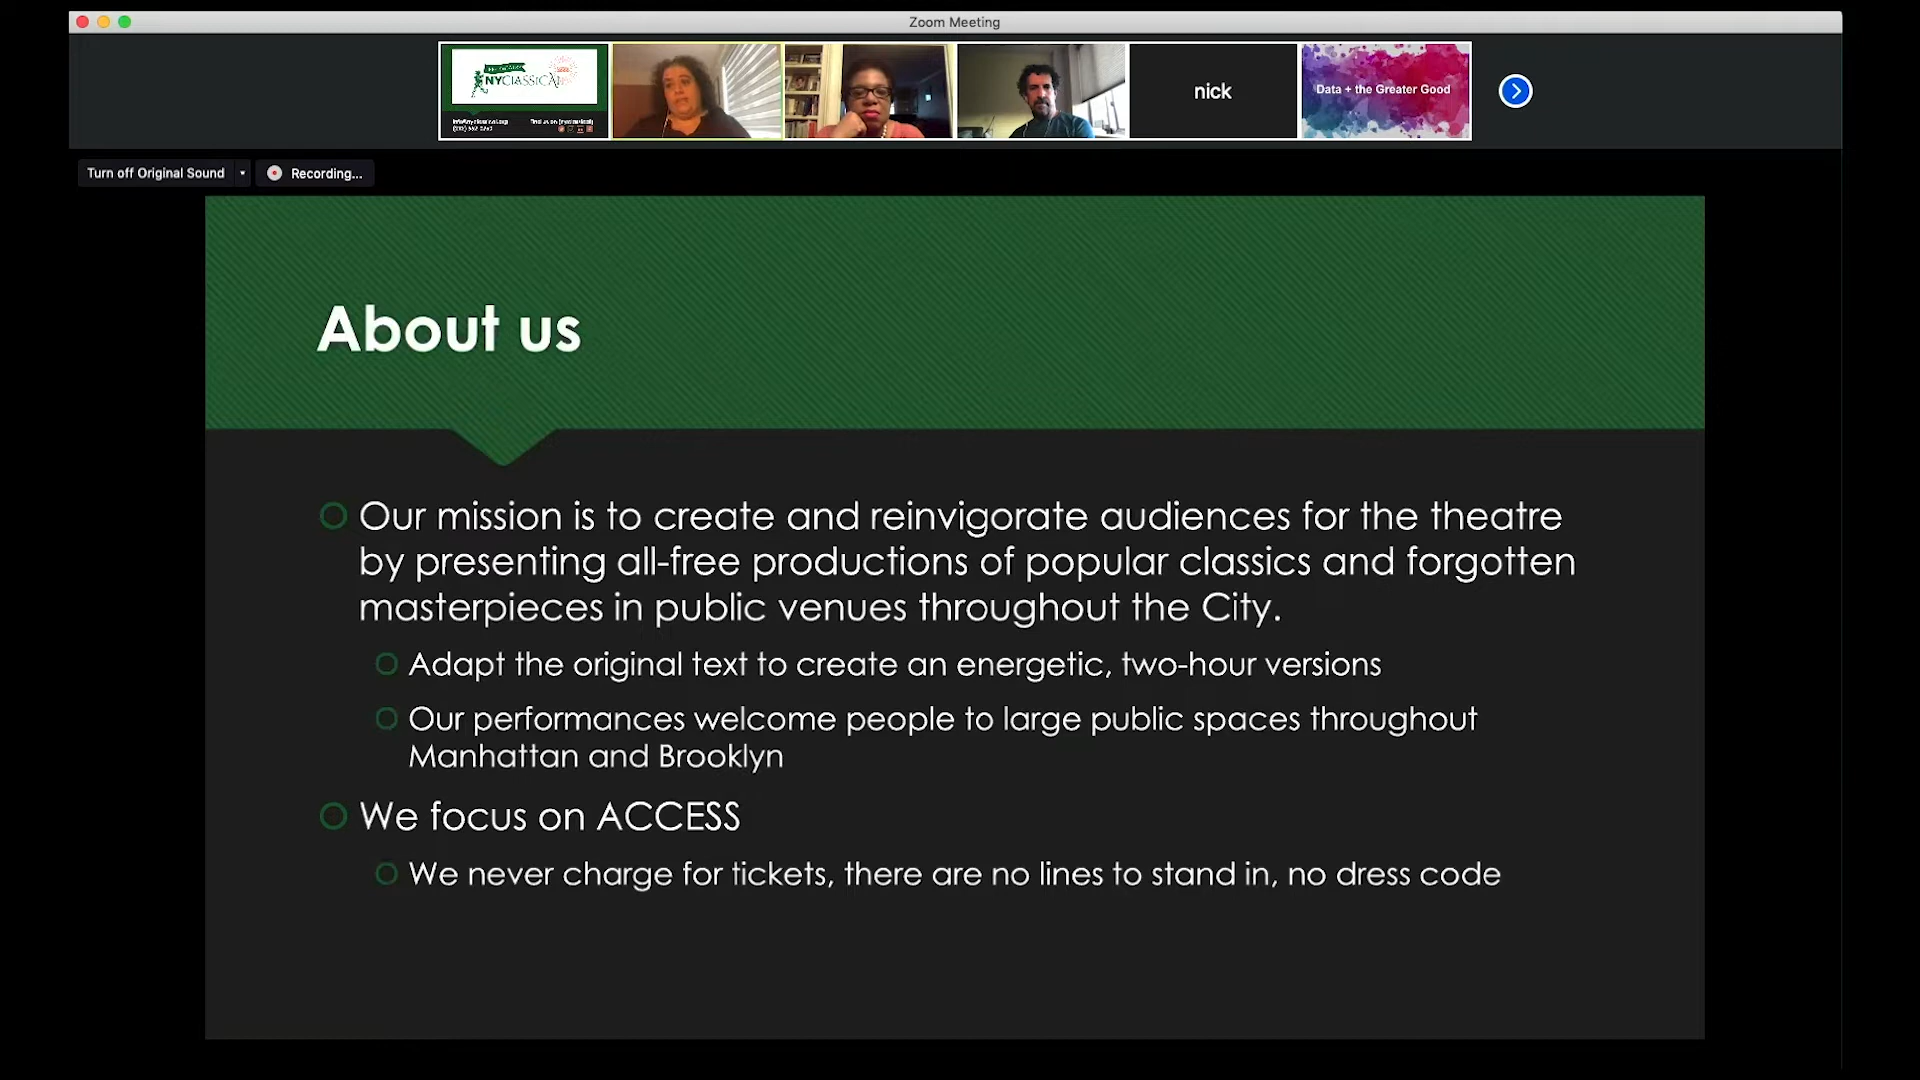 Zoom Meeting
NYCLASSICAL
nick
Data + the Greater Good
Turn off Original Sound
Recording...
About us
Our mission is to create and reinvigorate audiences for the theatre
by presenting all-free productions of popular classics and forgotten
masterpieces in public venues throughout the City.
Adapt the original text to create an energetic, two-hour versions
Our performances welcome people to large public spaces throughout
Manhattan and Brooklyn
We focus on ACCESS
We never charge for tickets, there are no lines to stand in, no dress code